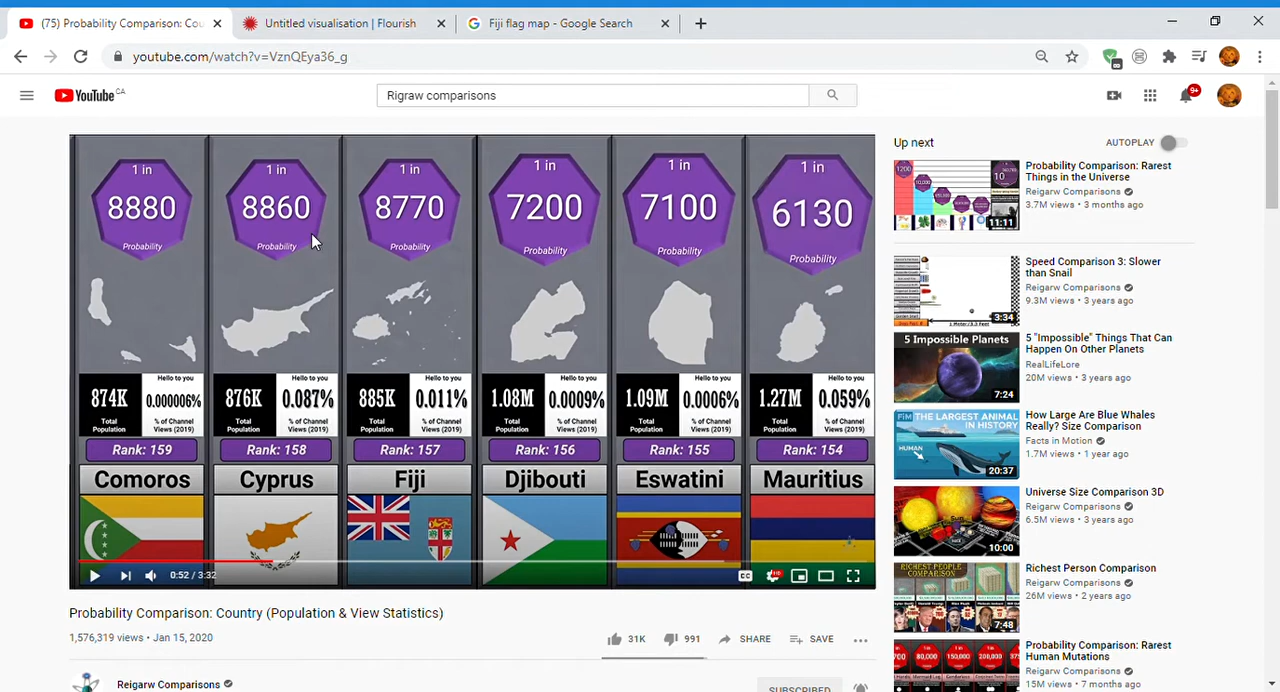 (75) Probability Comparison: Cou
Untitled visualisation | Flourish
Fiji flag map - Google Search
youtube.com/watch?v=VznQEya36_g
YouTube CA
Rigraw comparisons
9+
1 in
8880
Probability
1 in
8860
Probability
1 in
8770
Probability
1 in
7200
Probability
1 in
7100
Probability
1 in
6130
Probability
874K
Total
Population
Hello to you
0.000006%
% of Channel
Views (2019)
876K
Total
Population
Hello to you
0.087%
% of Channel
Views (2019)
885K
Total
Population
Hello to you
0.011%
% of Channel
Views (2019)
1.08M
Total
Population
Hello to you
0.0009%
% of Channel
Views (2019)
1.09M
Total
Population
Hello to you
0.0006%
% of Channel
Views (2019)
1.27M
Total
Population
Hello to you
0.059%
% of Channel
Views (2019)
Rank: 159
Rank: 158
Rank: 157
Rank: 156
Rank: 155
Rank: 154
Comoros
Cyprus
Fiji
Djibouti
Eswatini
Mauritius
0:52 / 3:32
CC
HD
Probability Comparison: Country (Population & View Statistics)
1,576,319 views • Jan 15, 2020
31K
991
SHARE
SAVE
Reigarw Comparisons
SUBSCRIBED
Up next
AUTOPLAY
11:11
Probability Comparison: Rarest
Things in the Universe
Reigarw Comparisons
3.7M views • 3 months ago
3:34
Speed Comparison 3: Slower
than Snail
Reigarw Comparisons
9.3M views • 3 years ago
5 "Impossible" Planets
7:24
5 "Impossible" Things That Can
Happen On Other Planets
RealLifeLore
20M views • 3 years ago
FiM THE LARGEST ANIMAL
IN HISTORY
HUMAN
20:37
How Large Are Blue Whales
Really? Size Comparison
Facts in Motion
1.7M views • 1 year ago
10:00
Universe Size Comparison 3D
Reigarw Comparisons
6.5M views • 3 years ago
RICHEST PEOPLE
COMPARISON
7:48
Richest Person Comparison
Reigarw Comparisons
26M views • 2 years ago
80,000
150,000
200,000
Probability Comparison: Rarest
Human Mutations
Reigarw Comparisons
15M views • 7 months ago